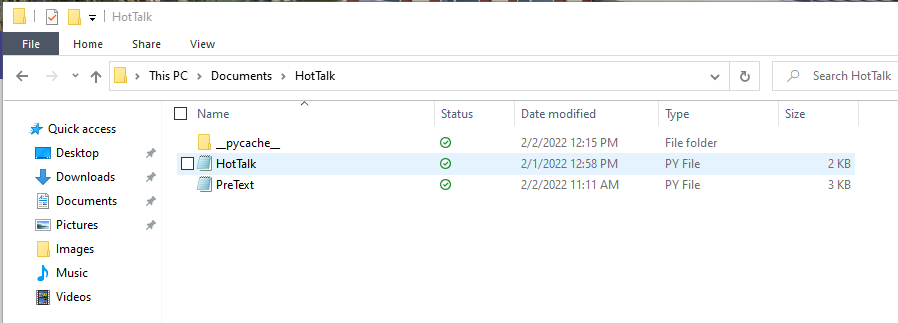 HotTalk
File Home Share View
This PC Documents HotTalk Search HotTalk
Name Status Date modified Type Size
Quick access
Desktop
Downloads
Documents
Pictures
Images
Music
Videos
__pycache__ 2/2/2022 12:15 PM File folder
HotTalk 2/1/2022 12:58 PM PY File 2 KB
PreText 2/2/2022 11:11 AM PY File 3 KB